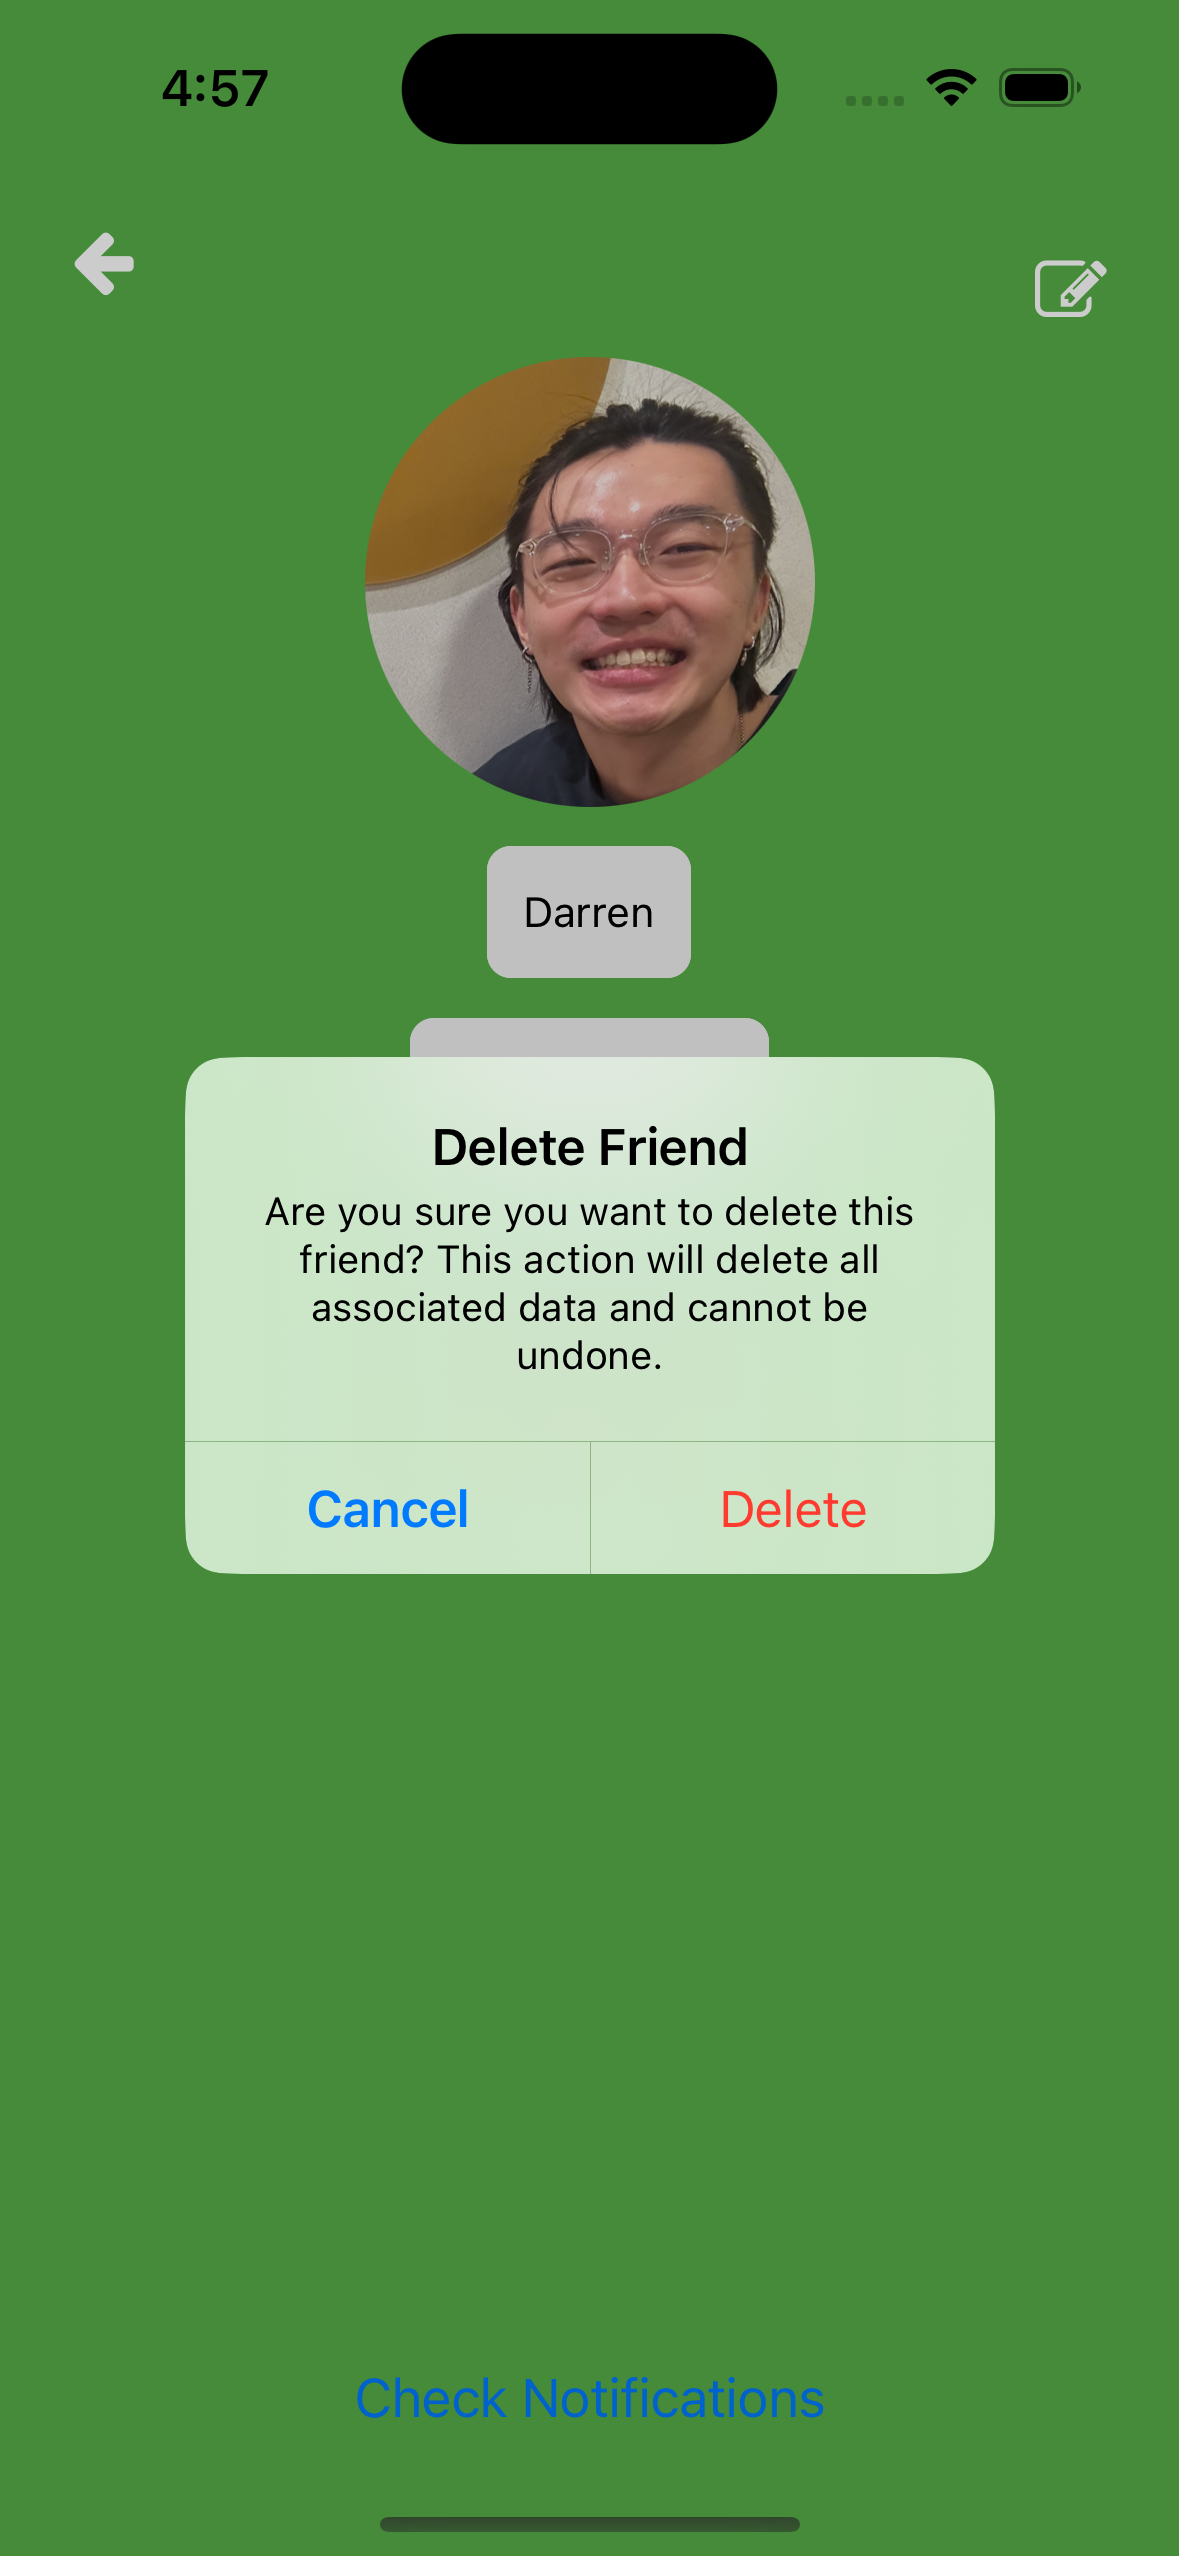 4:57
Darren
Delete Friend
Are you sure you want to delete this
friend? This action will delete all
associated data and cannot be
undone.
Cancel
Delete
Check Notifications